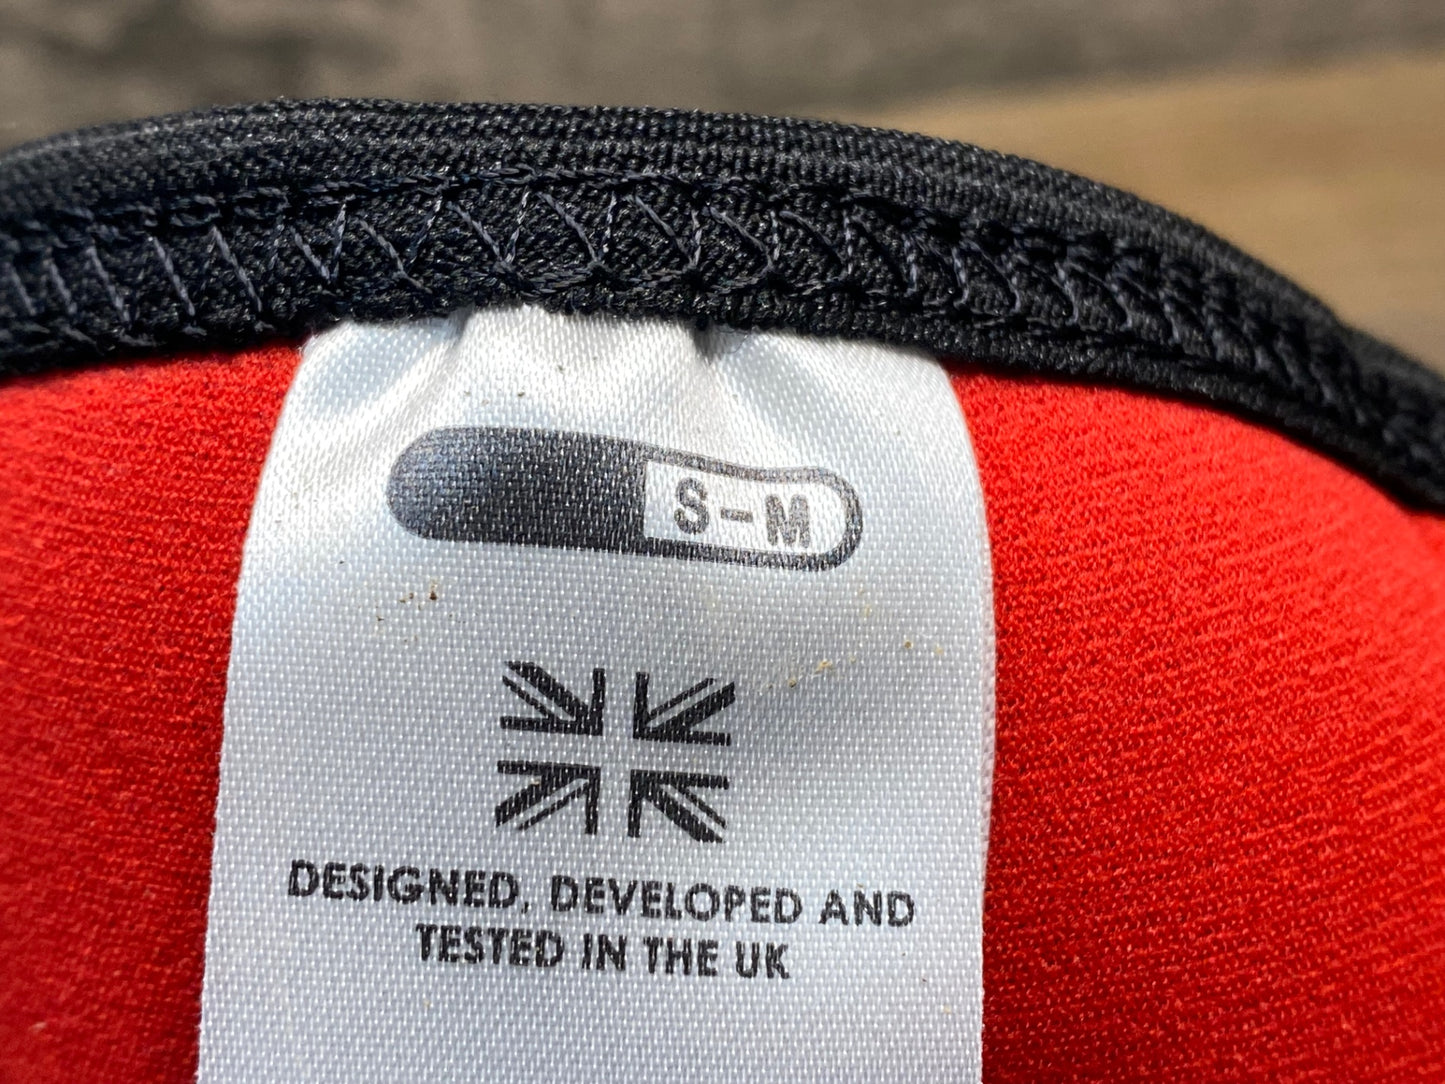 S-M
DESIGNED, DEVELOPED AND
TESTED IN THE UK